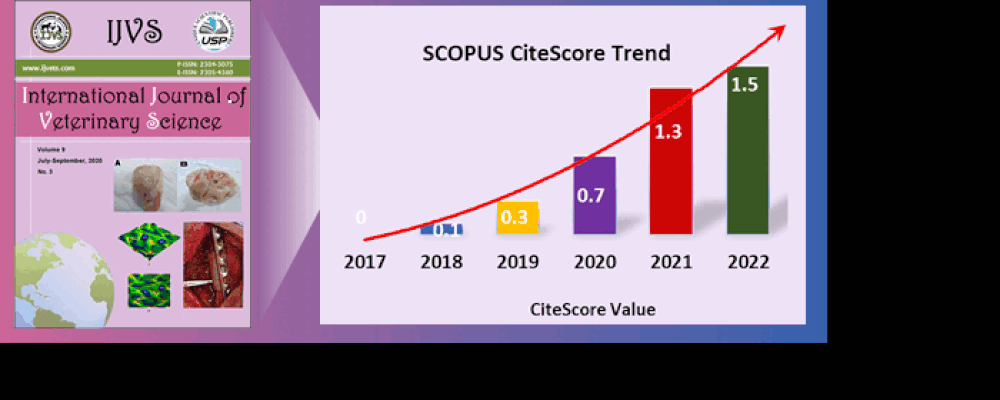 IJVS
USP
www.ijvets.com
P-ISSN: 2304-3075
E-ISSN: 2305-4360
International Journal of
Veterinary Science
Volume 9
July-September, 2020
No. 3
A
B
SCOPUS CiteScore Trend
0
0.1
0.3
0.7
1.3
1.5
2017 2018 2019 2020 2021 2022
CiteScore Value